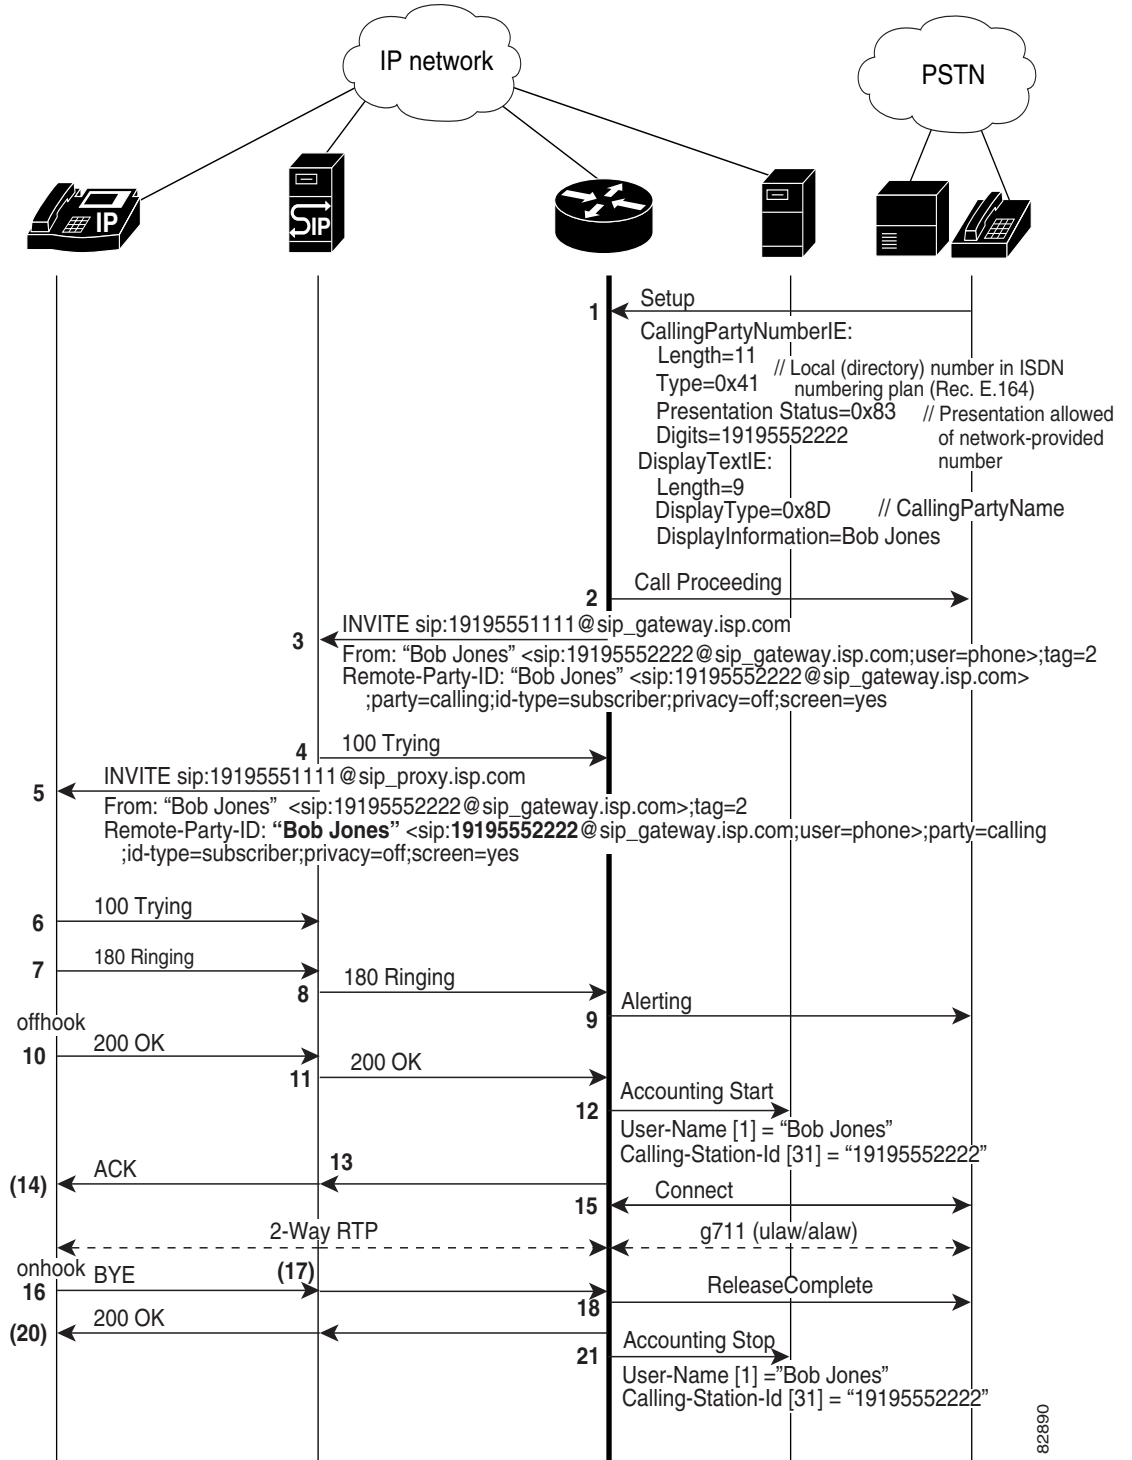 IP network
PSTN
IP
SIP
Setup
1
CallingPartyNumberIE:
Length=11
// Local (directory) number in ISDN
Type=0x41
numbering plan (Rec. E.164)
Presentation Status=0x83
// Presentation allowed
Digits=19195552222
of network-provided
DisplayTextIE:
number
Length=9
DisplayType=0x8D
// CallingPartyName
DisplayInformation=Bob Jones
Call Proceeding
2
INVITE sip:19195551111@sip_gateway.isp.com
3
From: “Bob Jones” <sip:19195552222@sip_gateway.isp.com;user=phone>;tag=2
Remote-Party-ID: “Bob Jones” <sip:19195552222@sip_gateway.isp.com>
;party=calling;id-type=subscriber;privacy=off;screen=yes
4
100 Trying
INVITE sip:19195551111@sip_proxy.isp.com
5
From: “Bob Jones” <sip:19195552222@sip_gateway.isp.com>;tag=2
Remote-Party-ID: “Bob Jones” <sip:19195552222@sip_gateway.isp.com;user=phone>;party=calling
;id-type=subscriber;privacy=off;screen=yes
100 Trying
6
180 Ringing
7
180 Ringing
8
Alerting
9
offhook
200 OK
10
200 OK
11
Accounting Start
12
User-Name [1] = “Bob Jones”
Calling-Station-Id [31] = “19195552222”
ACK
13
(14)
Connect
15
2-Way RTP
g711 (ulaw/alaw)
onhook
BYE
(17)
16
ReleaseComplete
18
200 OK
(20)
Accounting Stop
21
User-Name [1] =”Bob Jones”
Calling-Station-Id [31] = “19195552222”
82890